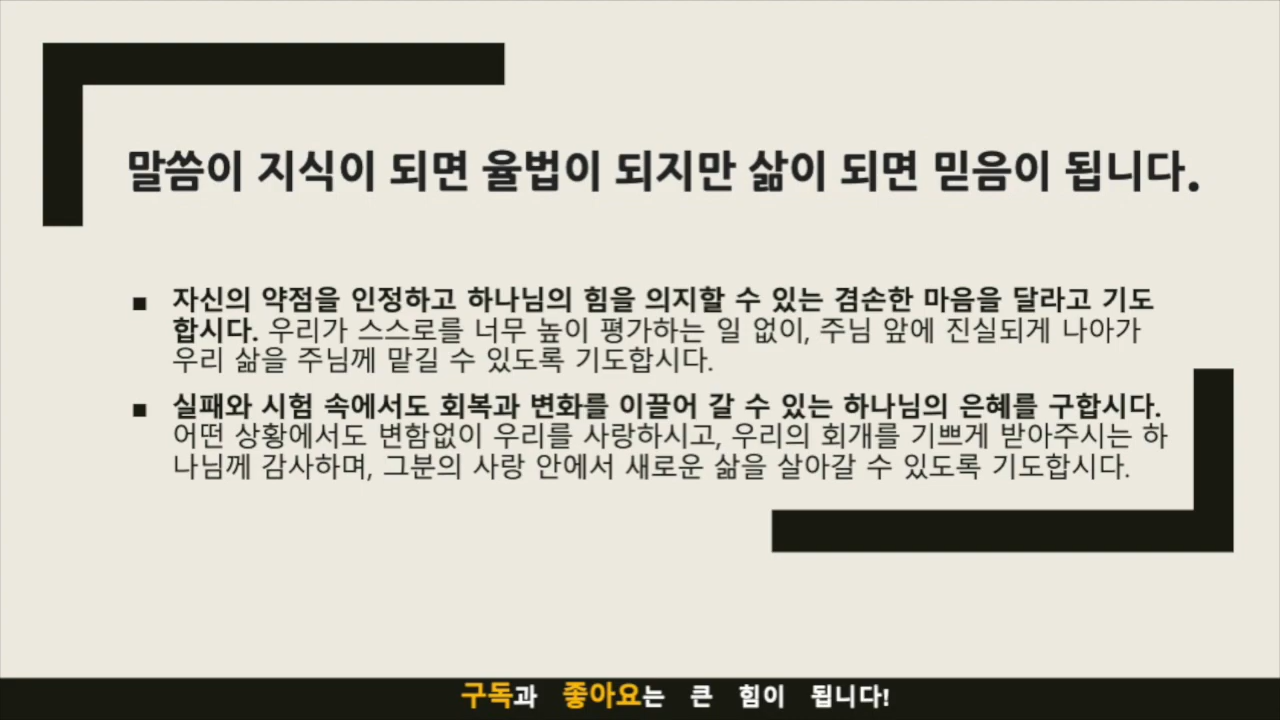 말씀이 지식이 되면 율법이 되지만 삶이 되면 믿음이 됩니다.
■ 자신의 약점을 인정하고 하나님의 힘을 의지할 수 있는 겸손한 마음을 달라고 기도
합시다. 우리가 스스로를 너무 높이 평가하는 일 없이, 주님 앞에 진실되게 나아가
우리 삶을 주님께 맡길 수 있도록 기도합시다.
■ 실패와 시험 속에서도 회복과 변화를 이끌어 갈 수 있는 하나님의 은혜를 구합시다.
어떤 상황에서도 변함없이 우리를 사랑하시고, 우리의 회개를 기쁘게 받아주시는 하
나님께 감사하며, 그분의 사랑 안에서 새로운 삶을 살아갈 수 있도록 기도합시다.
구독과 좋아요는 큰 힘이 됩니다!